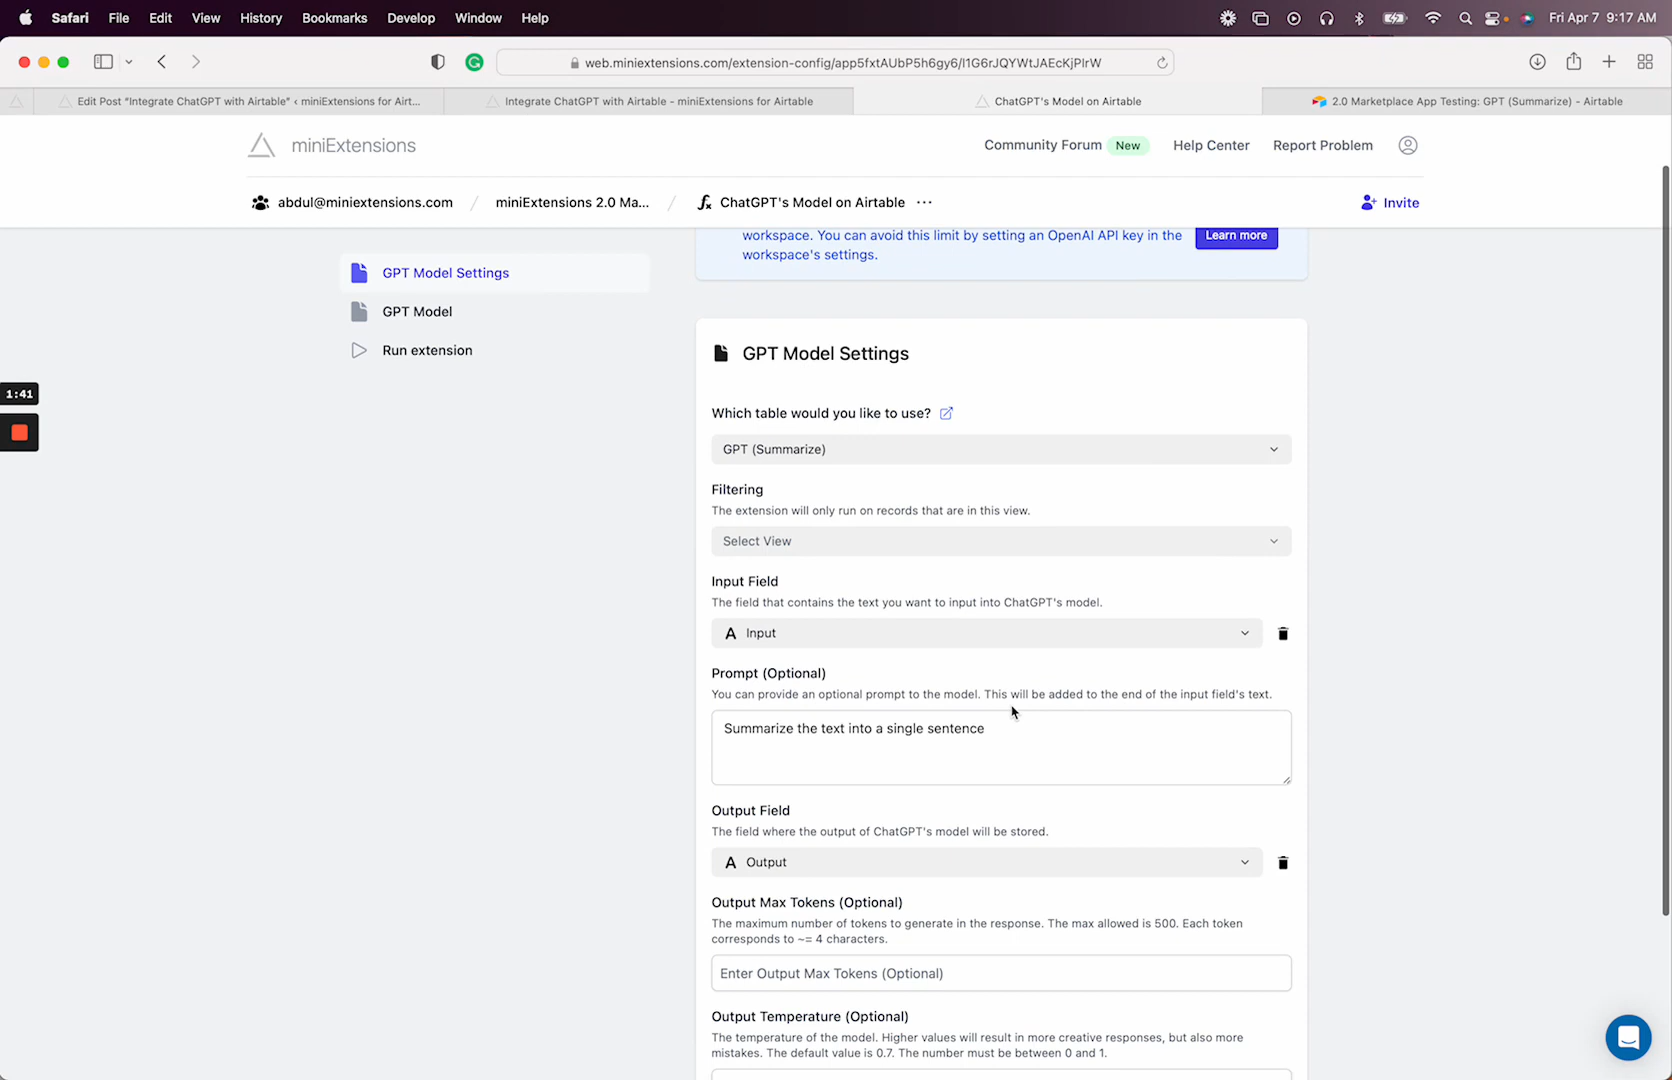 Safari File Edit View History Bookmarks Develop Window Help Fri Apr 7 9:17 AM
web.miniextensions.com/extension-config/app5fxtAUbP5h6gy6/I1G6rJQYWtJAEcKjPIrW
Edit Post "Integrate ChatGPT with Airtable" ‹ miniExtensions for Airt...
Integrate ChatGPT with Airtable - miniExtensions for Airtable
ChatGPT's Model on Airtable
2.0 Marketplace App Testing: GPT (Summarize) - Airtable
miniExtensions
Community Forum New Help Center Report Problem
abdul@miniextensions.com / miniExtensions 2.0 Ma... / ChatGPT's Model on Airtable ···
Invite
workspace. You can avoid this limit by setting an OpenAI API key in the
workspace's settings.
Learn more
GPT Model Settings
GPT Model
Run extension
1:41
GPT Model Settings
Which table would you like to use?
GPT (Summarize)
Filtering
The extension will only run on records that are in this view.
Select View
Input Field
The field that contains the text you want to input into ChatGPT's model.
A Input
Prompt (Optional)
You can provide an optional prompt to the model. This will be added to the end of the input field's text.
Summarize the text into a single sentence
Output Field
The field where the output of ChatGPT's model will be stored.
A Output
Output Max Tokens (Optional)
The maximum number of tokens to generate in the response. The max allowed is 500. Each token
corresponds to ~= 4 characters.
Enter Output Max Tokens (Optional)
Output Temperature (Optional)
The temperature of the model. Higher values will result in more creative responses, but also more
mistakes. The default value is 0.7. The number must be between 0 and 1.